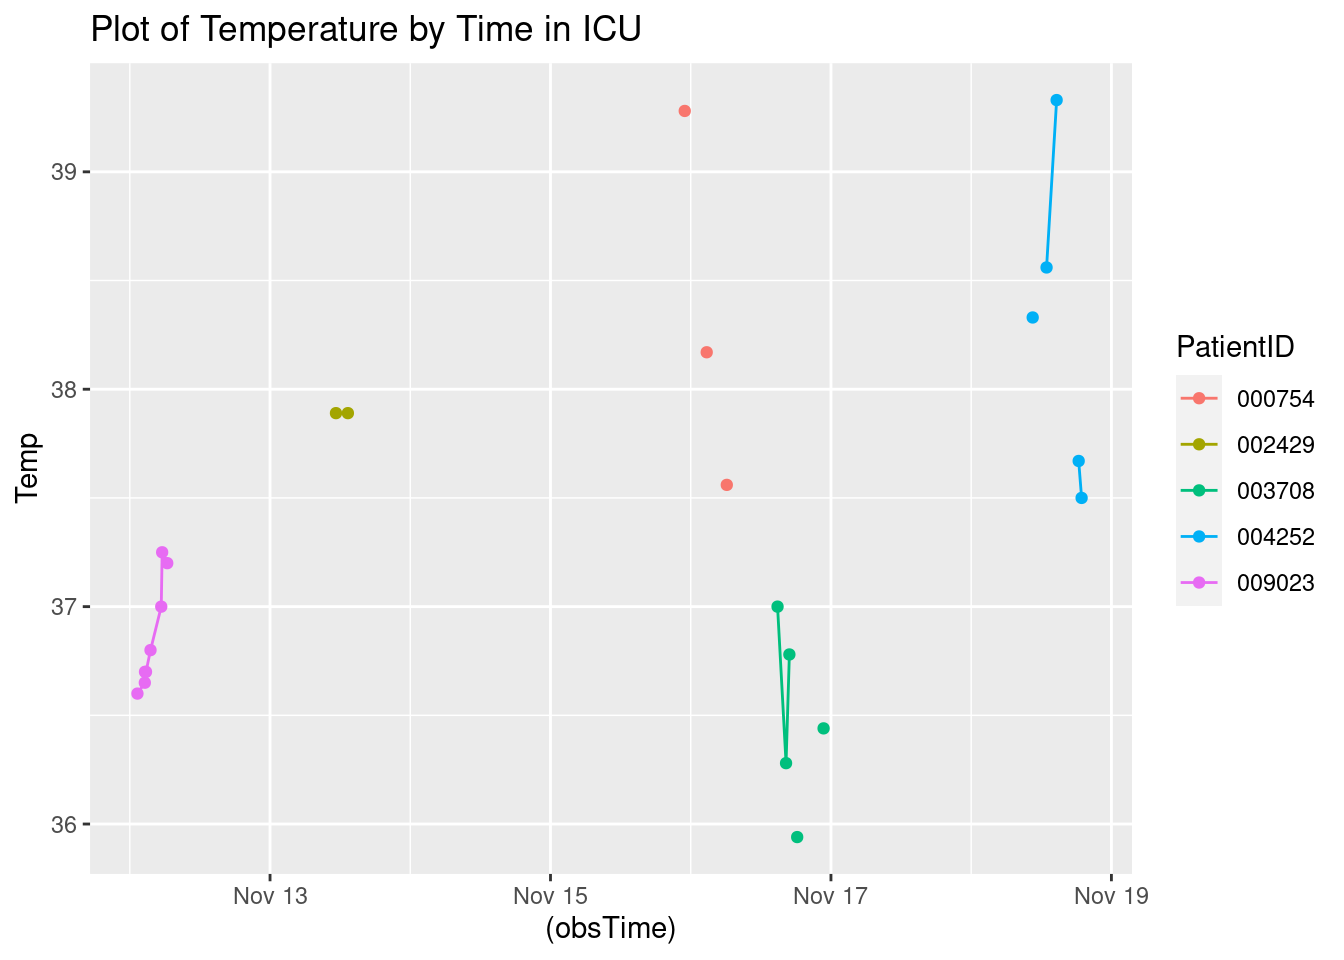 Plot of Temperature by Time in ICU
39
38
37
36
Temp
Nov 13
Nov 15
Nov 17
Nov 19
(obsTime)
PatientID
000754
002429
003708
004252
009023